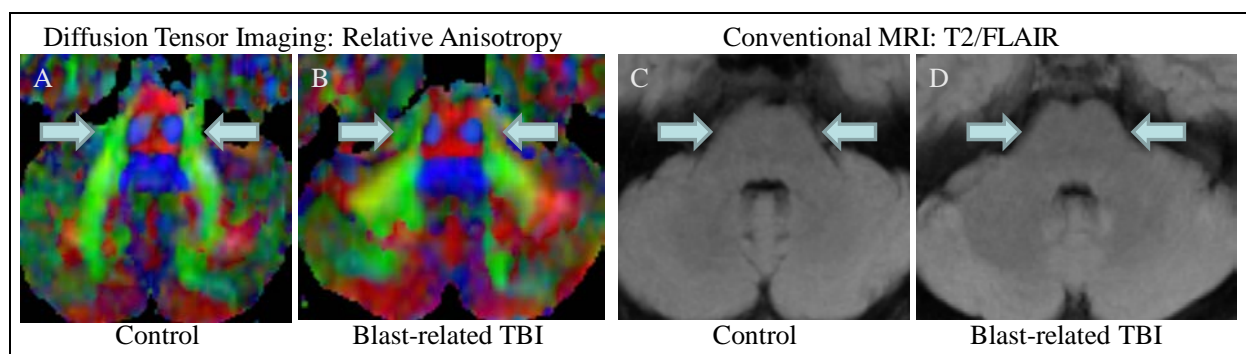 Diffusion Tensor Imaging: Relative Anisotropy
Conventional MRI: T2/FLAIR
A
B
C
D
Control
Blast-related TBI
Control
Blast-related TBI